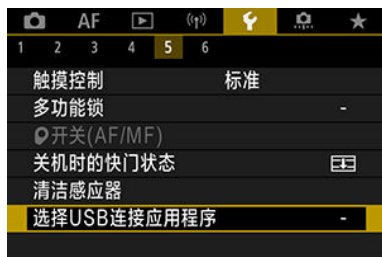 AF
1 2 3 4 5 6
触摸控制 标准
多功能锁 -
开关(AF/MF)
关机时的快门状态
清洁感应器
选择USB连接应用程序 -